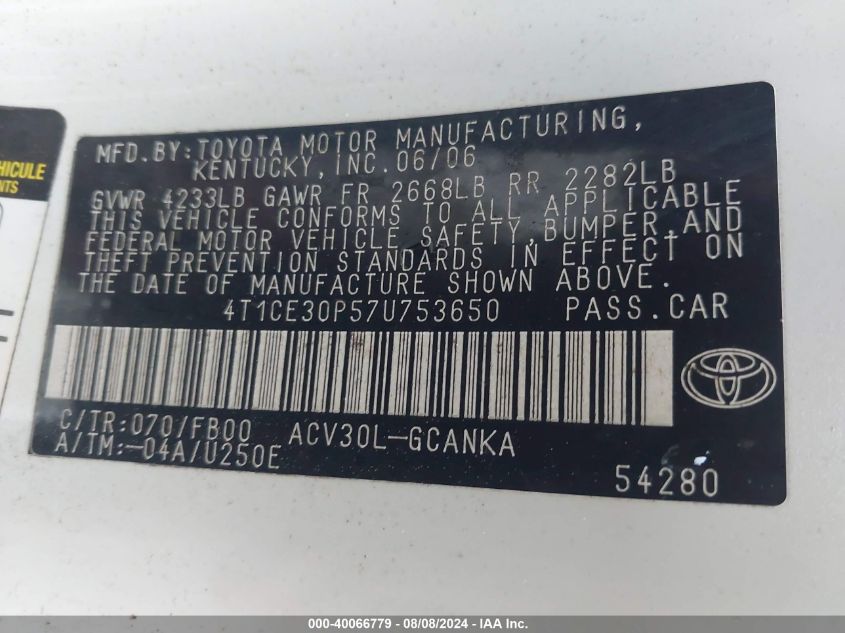 HICULE
NTS
MFD.BY:TOYOTA MOTOR MANUFACTURING,
KENTUCKY, INC. 06/06
GVWR 4233LB GAWR FR 2668LB RR 2282LB
THIS VEHICLE CONFORMS TO ALL APPLICABLE
FEDERAL MOTOR VEHICLE SAFETY,BUMPER,AND
THEFT PREVENTION STANDARDS IN EFFECT ON
THE DATE OF MANUFACTURE SHOWN ABOVE.
4T1CE30P57U753650 PASS.CAR
C/TR:070/FB00 ACV30L-GCANKA
A/TM:-04A/U250E
54280
000-40066779 - 08/08/2024 - IAA Inc.